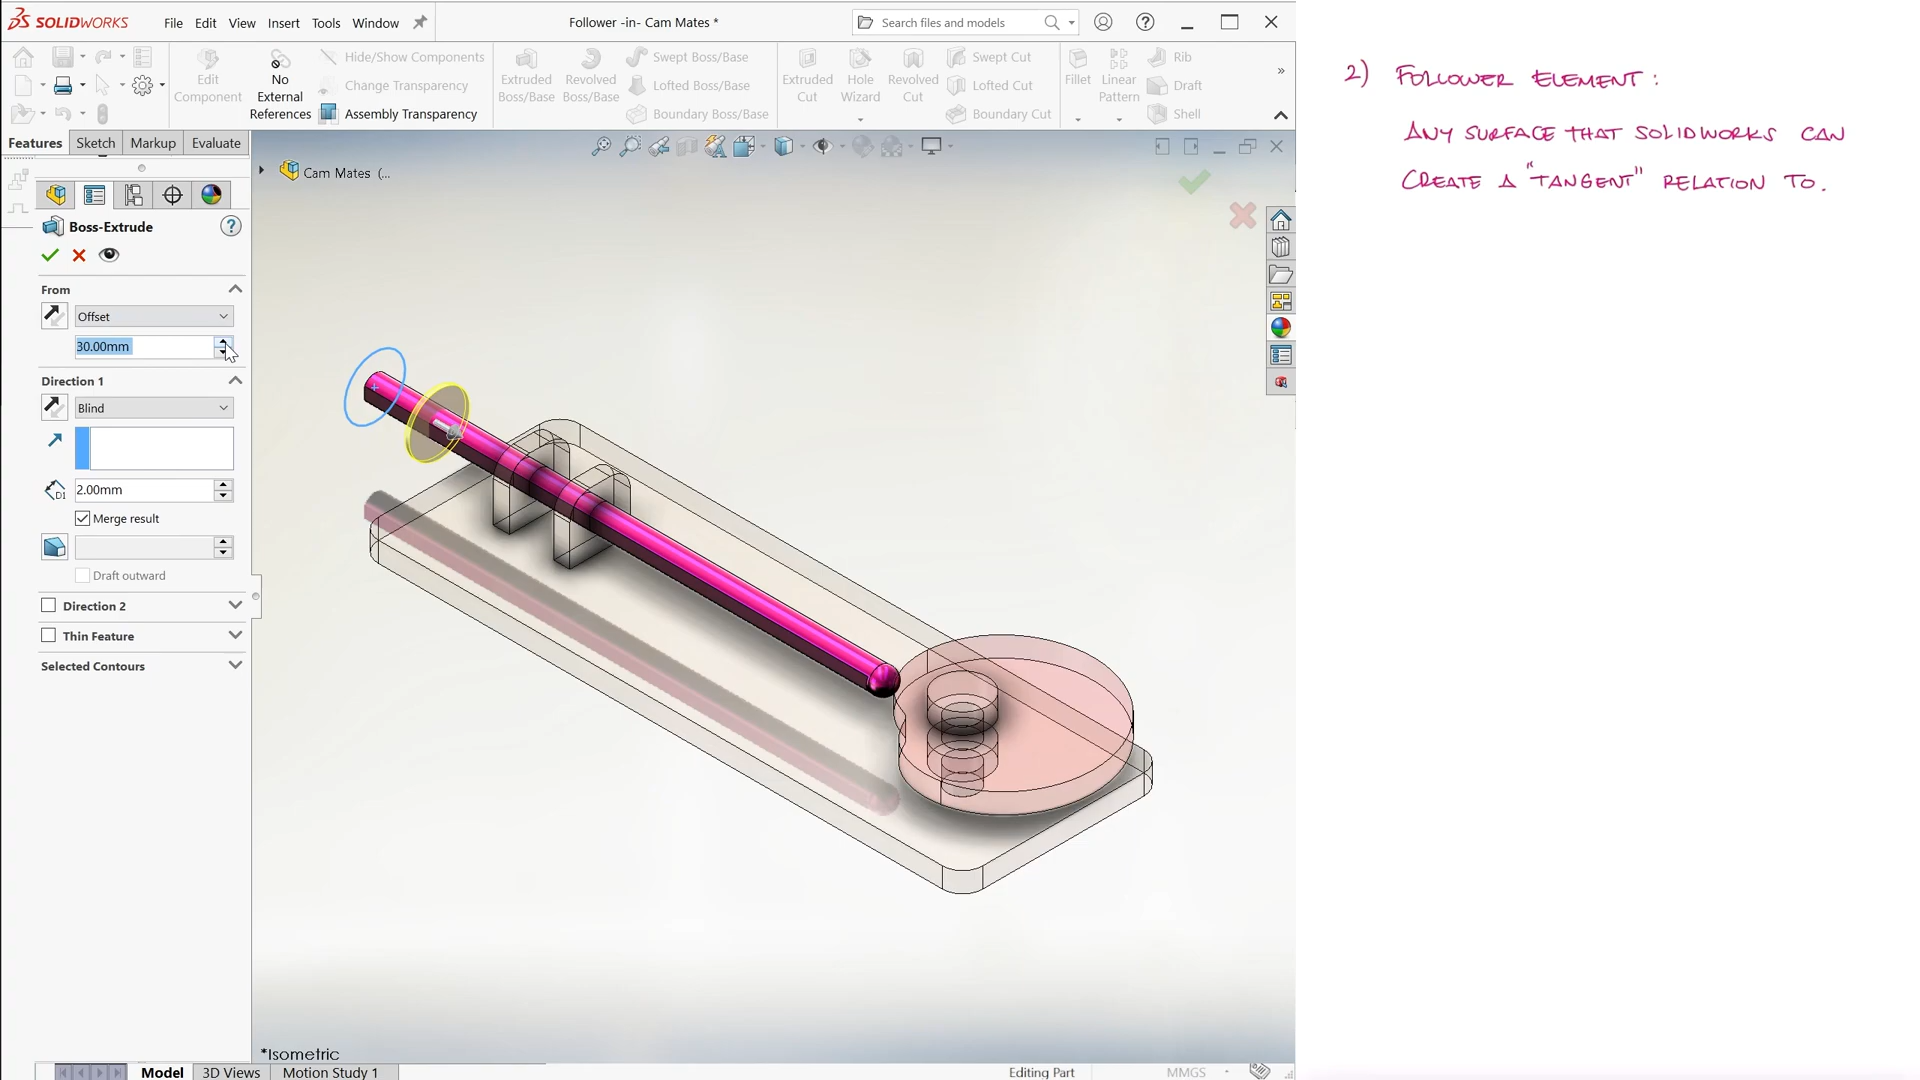 SOLIDWORKS File Edit View Insert Tools Window Follower -in- Cam Mates * Search files and models
Edit Component
No External References
Hide/Show Components
Change Transparency
Assembly Transparency
Extruded Boss/Base
Revolved Boss/Base
Swept Boss/Base
Lofted Boss/Base
Boundary Boss/Base
Extruded Cut
Hole Wizard
Revolved Cut
Swept Cut
Lofted Cut
Boundary Cut
Fillet
Linear Pattern
Rib
Draft
Shell
Features Sketch Markup Evaluate
Cam Mates (...
Boss-Extrude
From
Offset
30.00mm
Direction 1
Blind
D1
2.00mm
Merge result
Draft outward
Direction 2
Thin Feature
Selected Contours
*Isometric
Model 3D Views Motion Study 1 Editing Part MMGS
2) FOLLOWER ELEMENT:
ANY SURFACE THAT SOLIDWORKS CAN
CREATE A "TANGENT" RELATION TO.